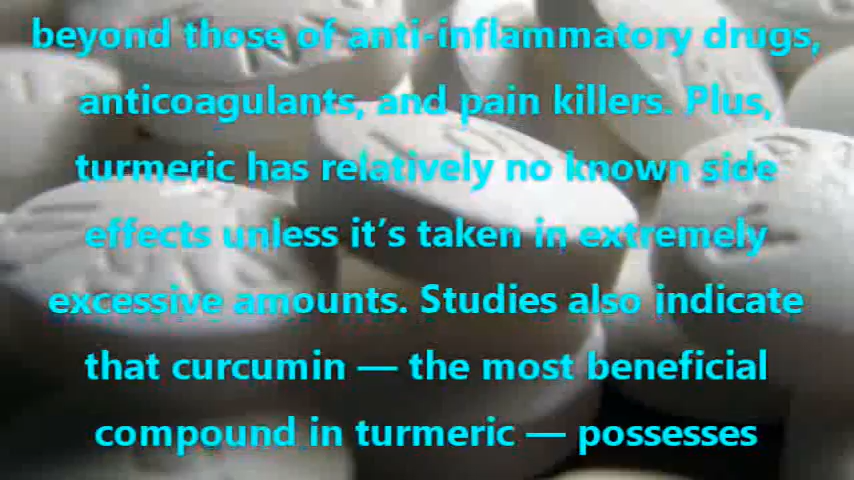 beyond those of anti-inflammatory drugs,
anticoagulants, and pain killers. Plus,
turmeric has relatively no known side
effects unless it’s taken in extremely
excessive amounts. Studies also indicate
that curcumin — the most beneficial
compound in turmeric — possesses